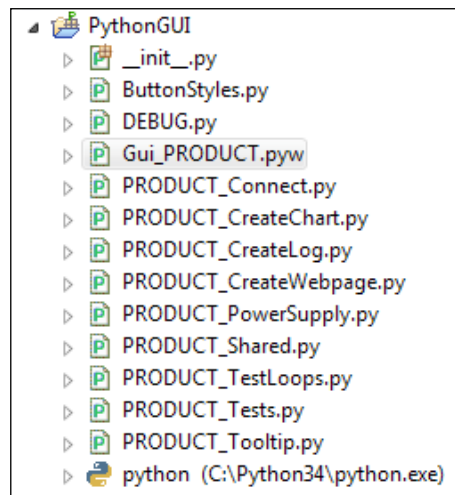 PythonGUI
__init__.py
ButtonStyles.py
DEBUG.py
Gui_PRODUCT.pyw
PRODUCT_Connect.py
PRODUCT_CreateChart.py
PRODUCT_CreateLog.py
PRODUCT_CreateWebpage.py
PRODUCT_PowerSupply.py
PRODUCT_Shared.py
PRODUCT_TestLoops.py
PRODUCT_Tests.py
PRODUCT_Tooltip.py
python (C:\Python34\python.exe)